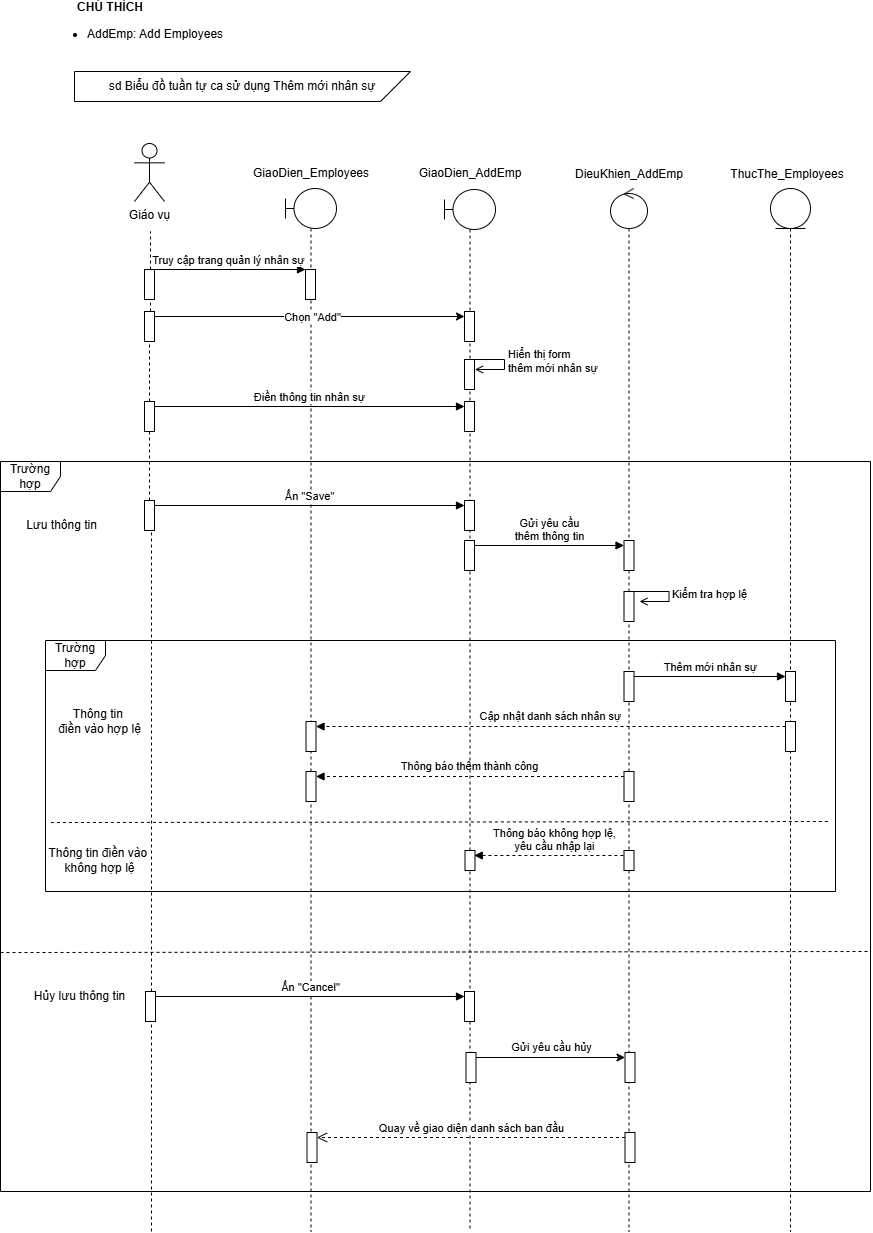 CHÚ THÍCH
AddEmp: Add Employees
sd Biểu đồ tuần tự ca sử dụng Thêm mới nhân sự
Giáo vụ
GiaoDien_Employees
GiaoDien_AddEmp
DieuKhien_AddEmp
ThucThe_Employees
Truy cập trang quản lý nhân sự
Chọn "Add"
Hiển thị form
thêm mới nhân sự
Điền thông tin nhân sự
Trường
hợp
Ấn "Save"
Lưu thông tin
Gửi yêu cầu
thêm thông tin
Kiểm tra hợp lệ
Trường
hợp
Thêm mới nhân sự
Thông tin
điền vào hợp lệ
Cập nhật danh sách nhân sự
Thông báo thêm thành công
Thông báo không hợp lệ,
yêu cầu nhập lại
Thông tin điền vào
không hợp lệ
Ấn "Cancel"
Hủy lưu thông tin
Gửi yêu cầu hủy
Quay về giao diện danh sách ban đầu